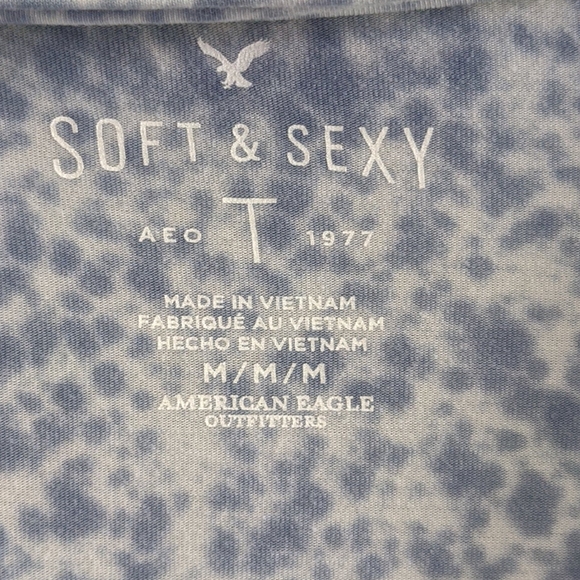 SOFT & SEXY
AEO T 1977
MADE IN VIETNAM
FABRIQUÉ AU VIETNAM
HECHO EN VIETNAM
M/M/M
AMERICAN EAGLE
OUTFITTERS